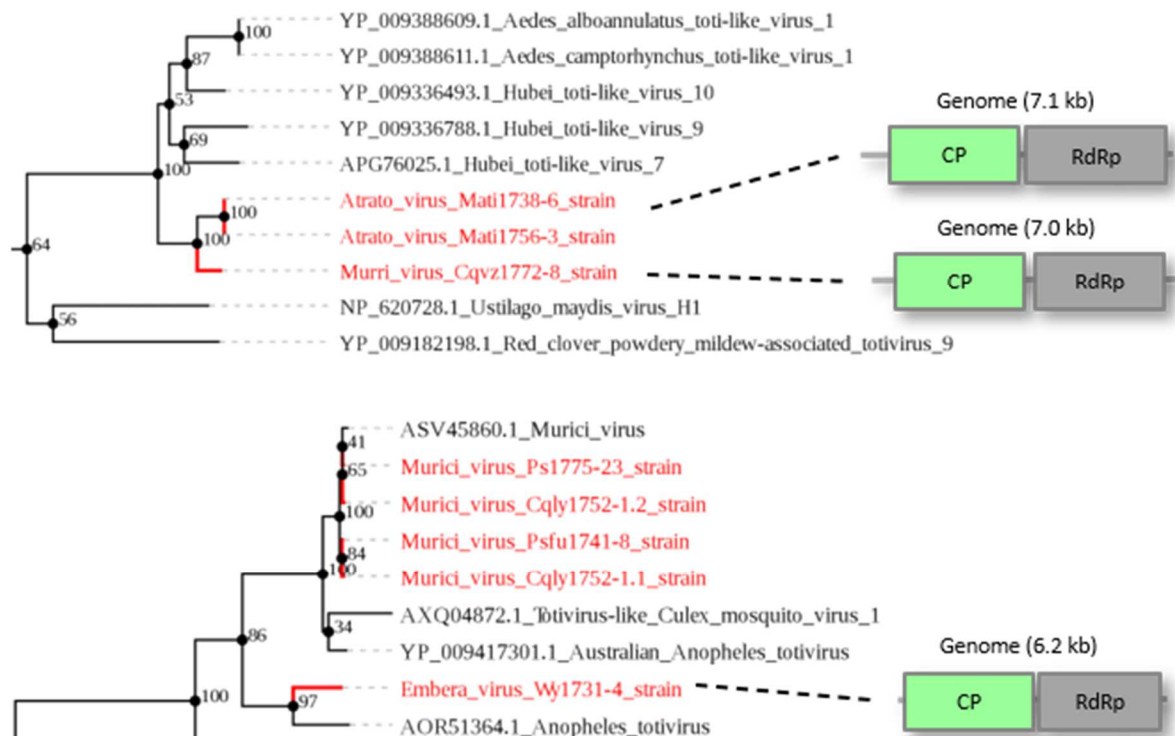 YP_009388609.1_Aedes_alboannulatus_toti-like_virus_1
100
YP_009388611.1_Aedes_camptorhynchus_toti-like_virus_1
87
YP_009336493.1_Hubei_toti-like_virus_10
53
YP_009336788.1_Hubei_toti-like_virus_9
69
APG76025.1_Hubei_toti-like_virus_7
100
Atrato_virus_Mati1738-6_strain
100
Atrato_virus_Mati1756-3_strain
100
64
Murri_virus_Cqvz1772-8_strain
NP_620728.1_Ustilago_maydis_virus_H1
56
YP_009182198.1_Red_clover_powdery_mildew-associated_totivirus_9
Genome (7.1 kb)
CP RdRp
Genome (7.0 kb)
CP RdRp
ASV45860.1_Murici_virus
41
Murici_virus_Ps1775-23_strain
65
Murici_virus_Cqly1752-1.2_strain
100
Murici_virus_Psfu1741-8_strain
84
100
Murici_virus_Cqly1752-1.1_strain
AXQ04872.1_Totivirus-like_Culex_mosquito_virus_1
34
86
YP_009417301.1_Australian_Anopheles_totivirus
Embera_virus_Wy1731-4_strain
100
97
AOR51364.1_Anopheles_totivirus
Genome (6.2 kb)
CP RdRp